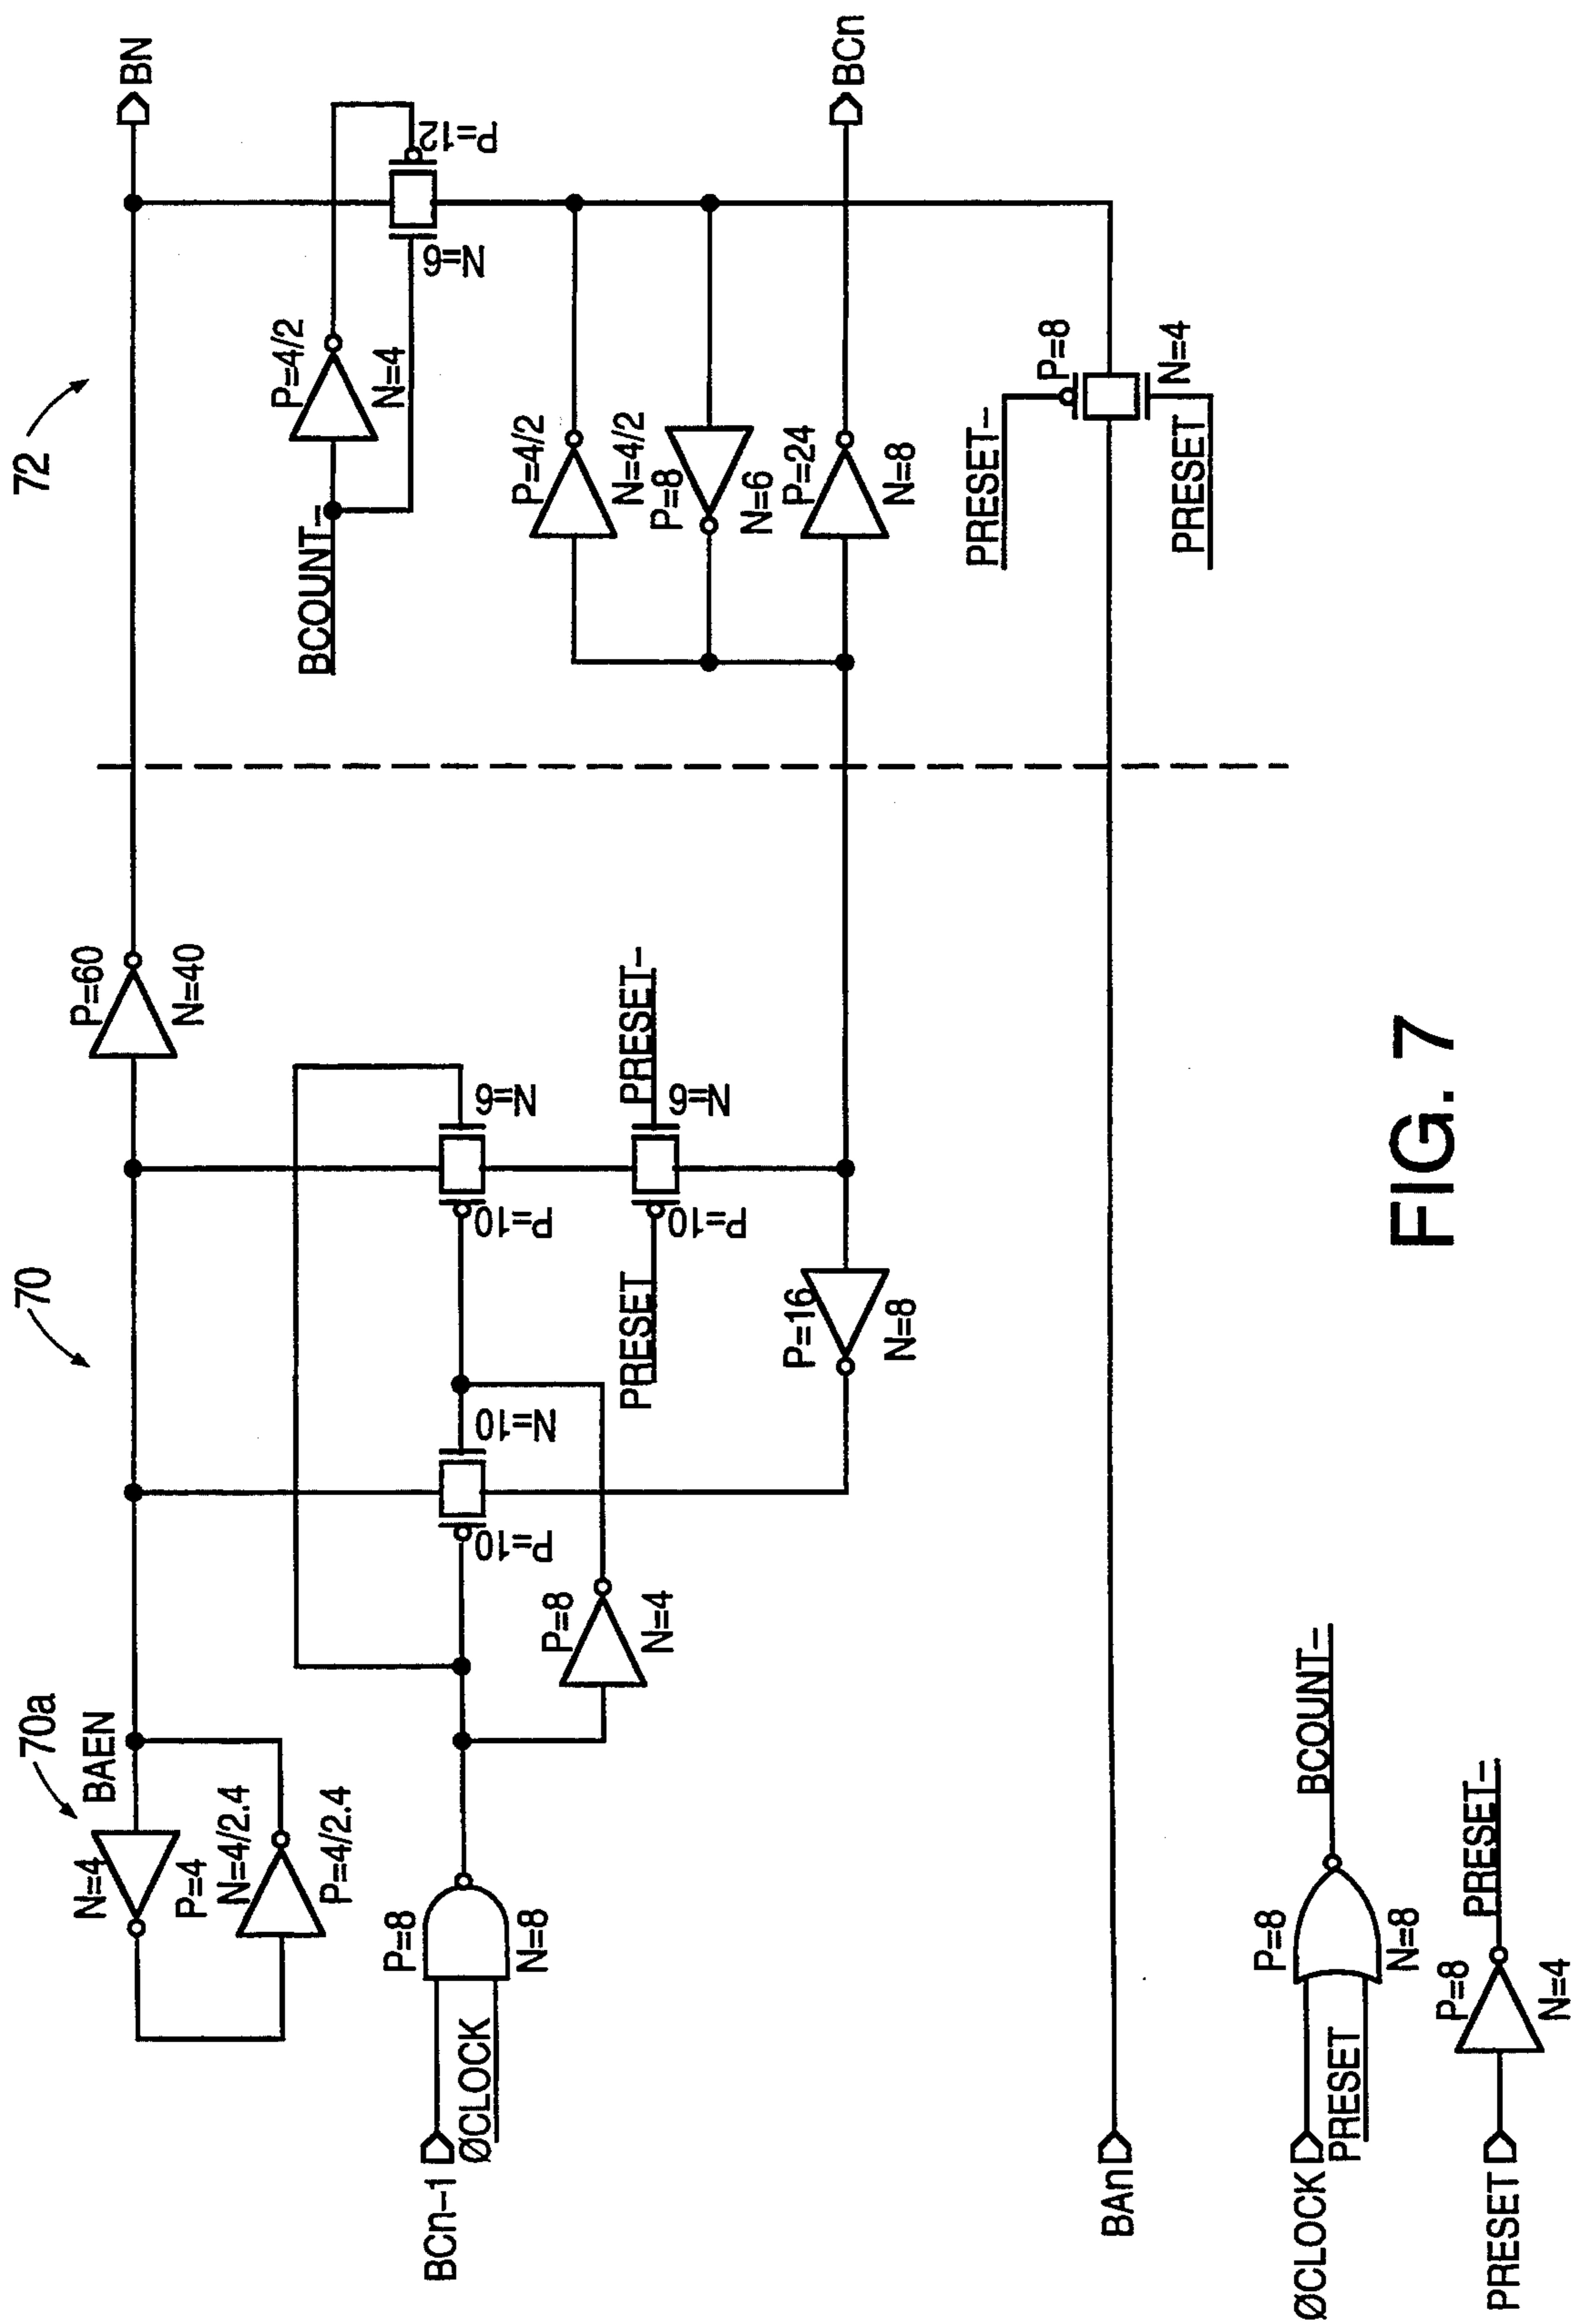 72
70
70a
BAEN
N=4
P=4
N=4/2.4
P=4/2.4
P=60
N=40
BN
BCOUNT-
P=4/2
N=4
N=6
P=12
BCn-1
ØCLOCK
P=8
N=8
P=8
N=4
P=10
N=10
P=10
N=6
PRESET
PRESET-
P=10
N=6
P=16
N=8
P=4/2
N=4/2
P=8
N=6
P=24
N=8
BCn
BAn
PRESET-
P=8
PRESET
N=4
ØCLOCK
PRESET
P=8
N=8
BCOUNT-
PRESET
P=8
N=4
PRESET-
FIG. 7